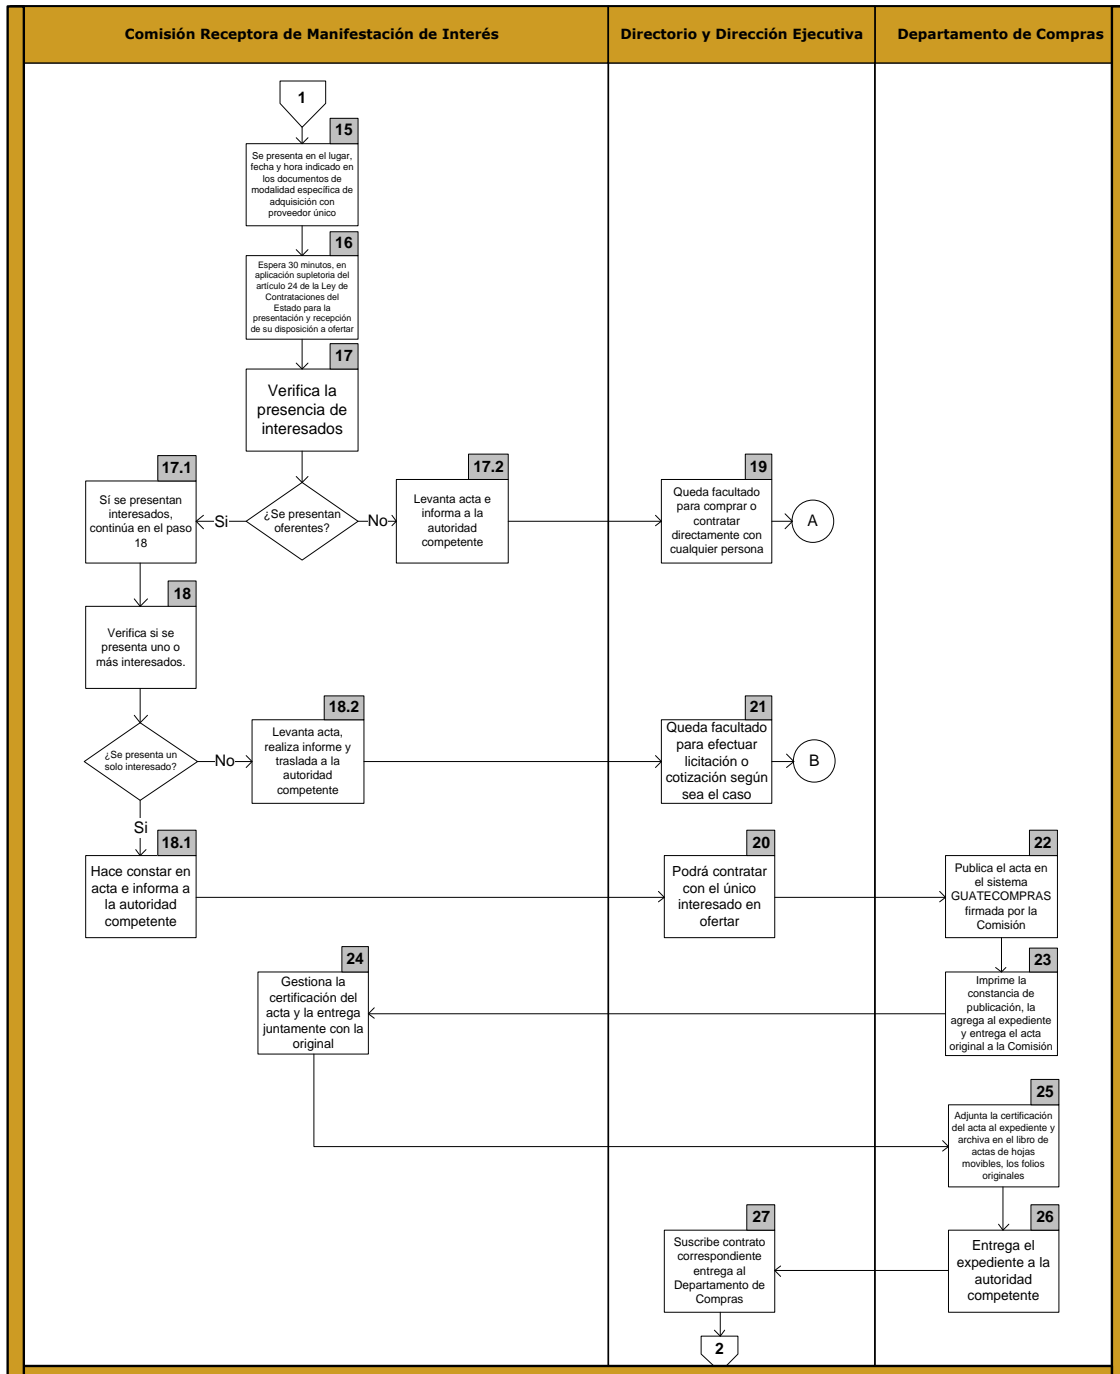 Comisión Receptora de Manifestación de Interés
Directorio y Dirección Ejecutiva
Departamento de Compras
1
15
Se presenta en el lugar,
fecha y hora indicado en
los documentos de
modalidad específica de
adquisición con
proveedor único
16
Espera 30 minutos, en
aplicación supletoria del
artículo 24 de la Ley de
Contrataciones del
Estado para la
presentación y recepción
de su disposición a ofertar
17
Verifica la
presencia de
interesados
17.1
Sí se presentan
interesados,
continúa en el paso
18
Si
¿Se presentan
oferentes?
No
17.2
Levanta acta e
informa a la
autoridad
competente
19
Queda facultado
para comprar o
contratar
directamente con
cualquier persona
A
18
Verifica si se
presenta uno o
más interesados.
¿Se presenta un
solo interesado?
No
18.2
Levanta acta,
realiza informe y
traslada a la
autoridad
competente
21
Queda facultado
para efectuar
licitación o
cotización según
sea el caso
B
Si
18.1
Hace constar en
acta e informa a
la autoridad
competente
20
Podrá contratar
con el único
interesado en
ofertar
22
Publica el acta en
el sistema
GUATECOMPRAS
firmada por la
Comisión
23
Imprime la
constancia de
publicación, la
agrega al expediente
y entrega el acta
original a la Comisión
24
Gestiona la
certificación del
acta y la entrega
juntamente con la
original
25
Adjunta la certificación
del acta al expediente y
archiva en el libro de
actas de hojas
movibles, los folios
originales
26
Entrega el
expediente a la
autoridad
competente
27
Suscribe contrato
correspondiente
entrega al
Departamento de
Compras
2